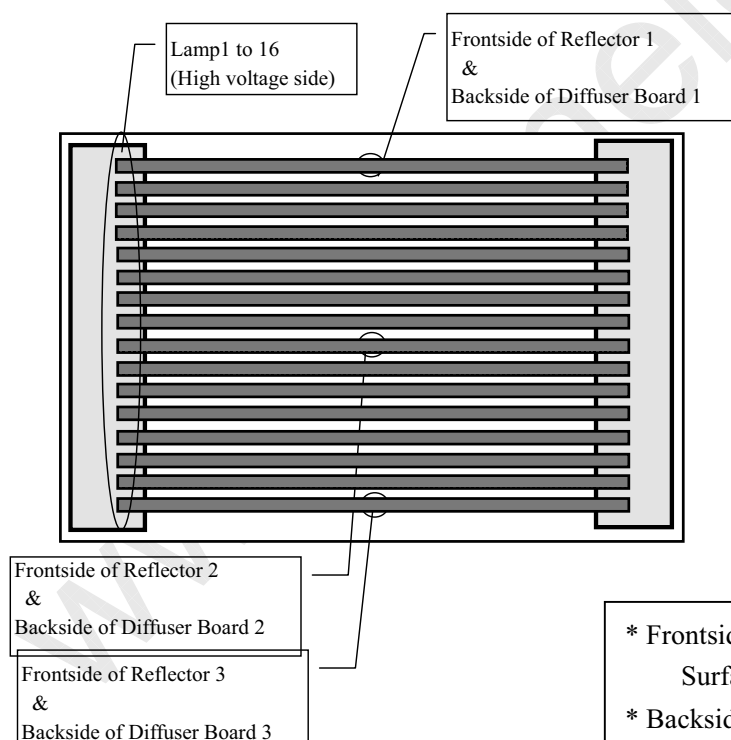 Lamp1 to 16
(High voltage side)
Frontside of Reflector 1
&
Backside of Diffuser Board 1
Frontside of Reflector 2
&
Backside of Diffuser Board 2
Frontside of Reflector 3
&
Backside of Diffuser Board 3
*
*